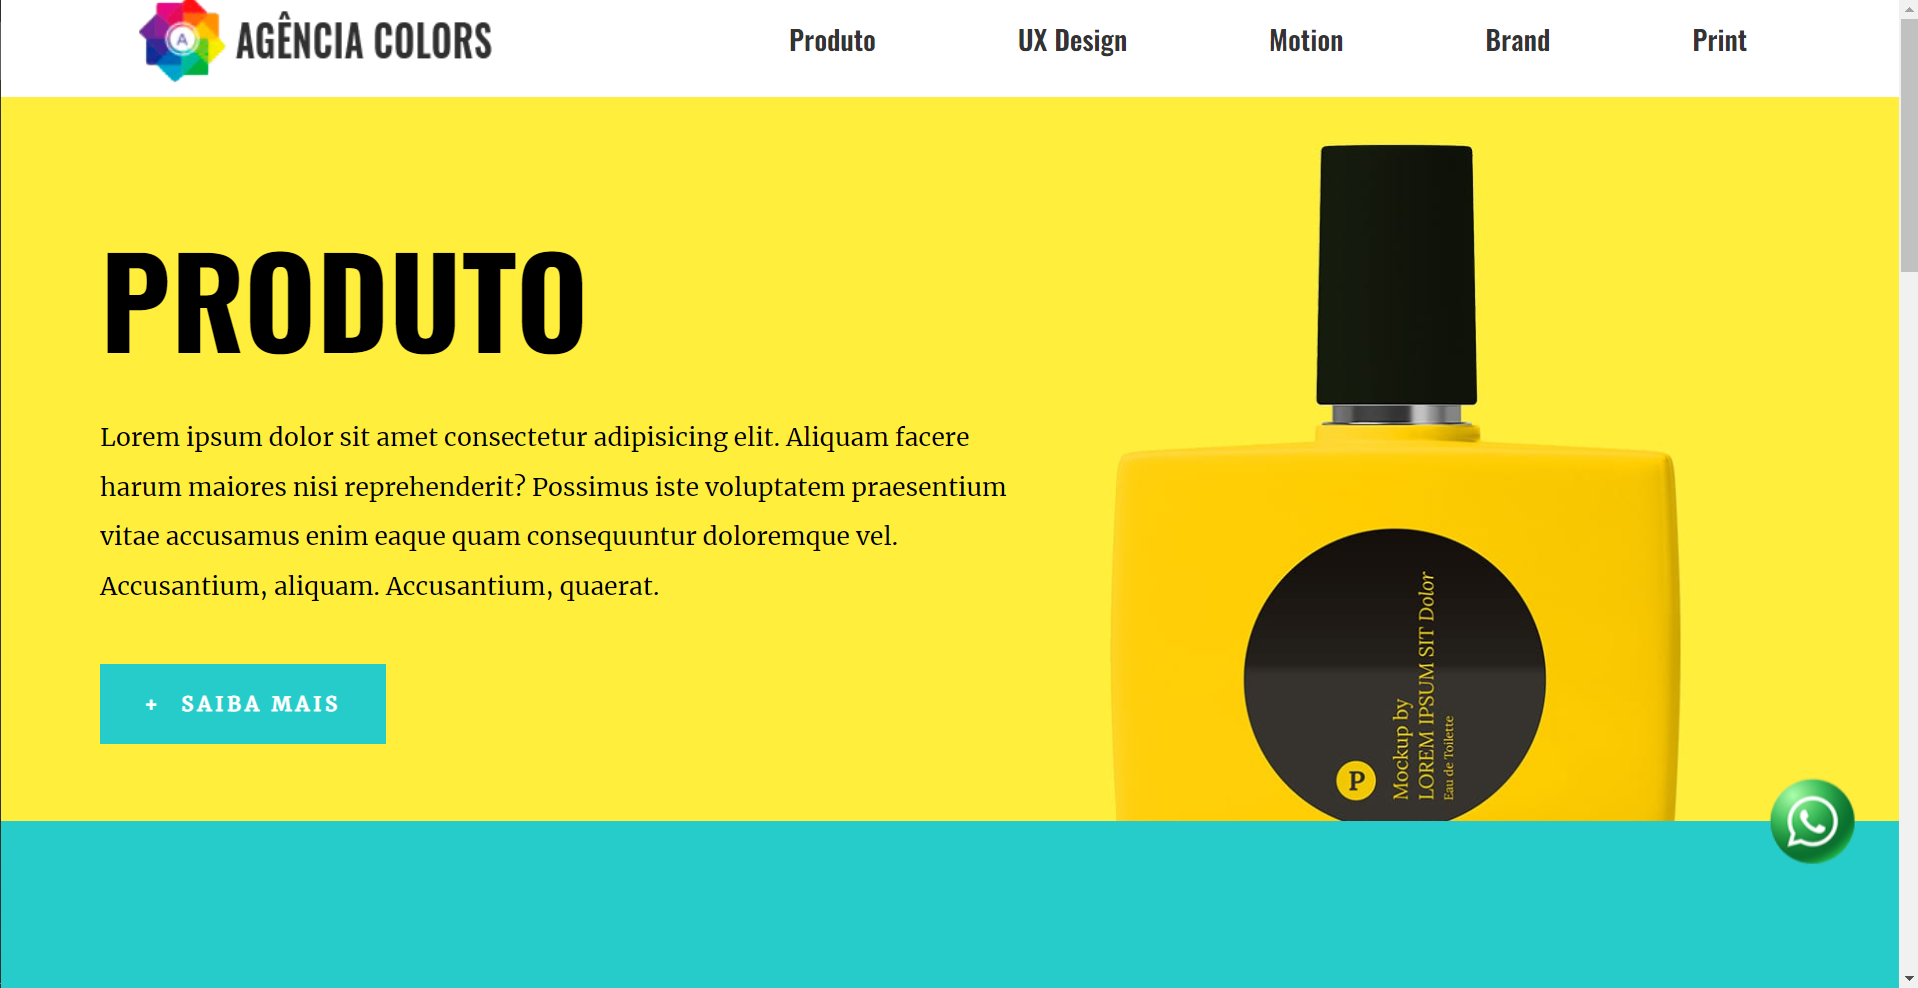 A
AGÊNCIA COLORS
Produto
UX Design
Motion
Brand
Print
PRODUTO
Lorem ipsum dolor sit amet consectetur adipisicing elit. Aliquam facere
harum maiores nisi reprehenderit? Possimus iste voluptatem praesentium
vitae accusamus enim eaque quam consequuntur doloremque vel.
Accusantium, aliquam. Accusantium, quaerat.
+ SAIBA MAIS
P
Mockup by
LOREM IPSUM SIT Dolor
Eau de Toilette